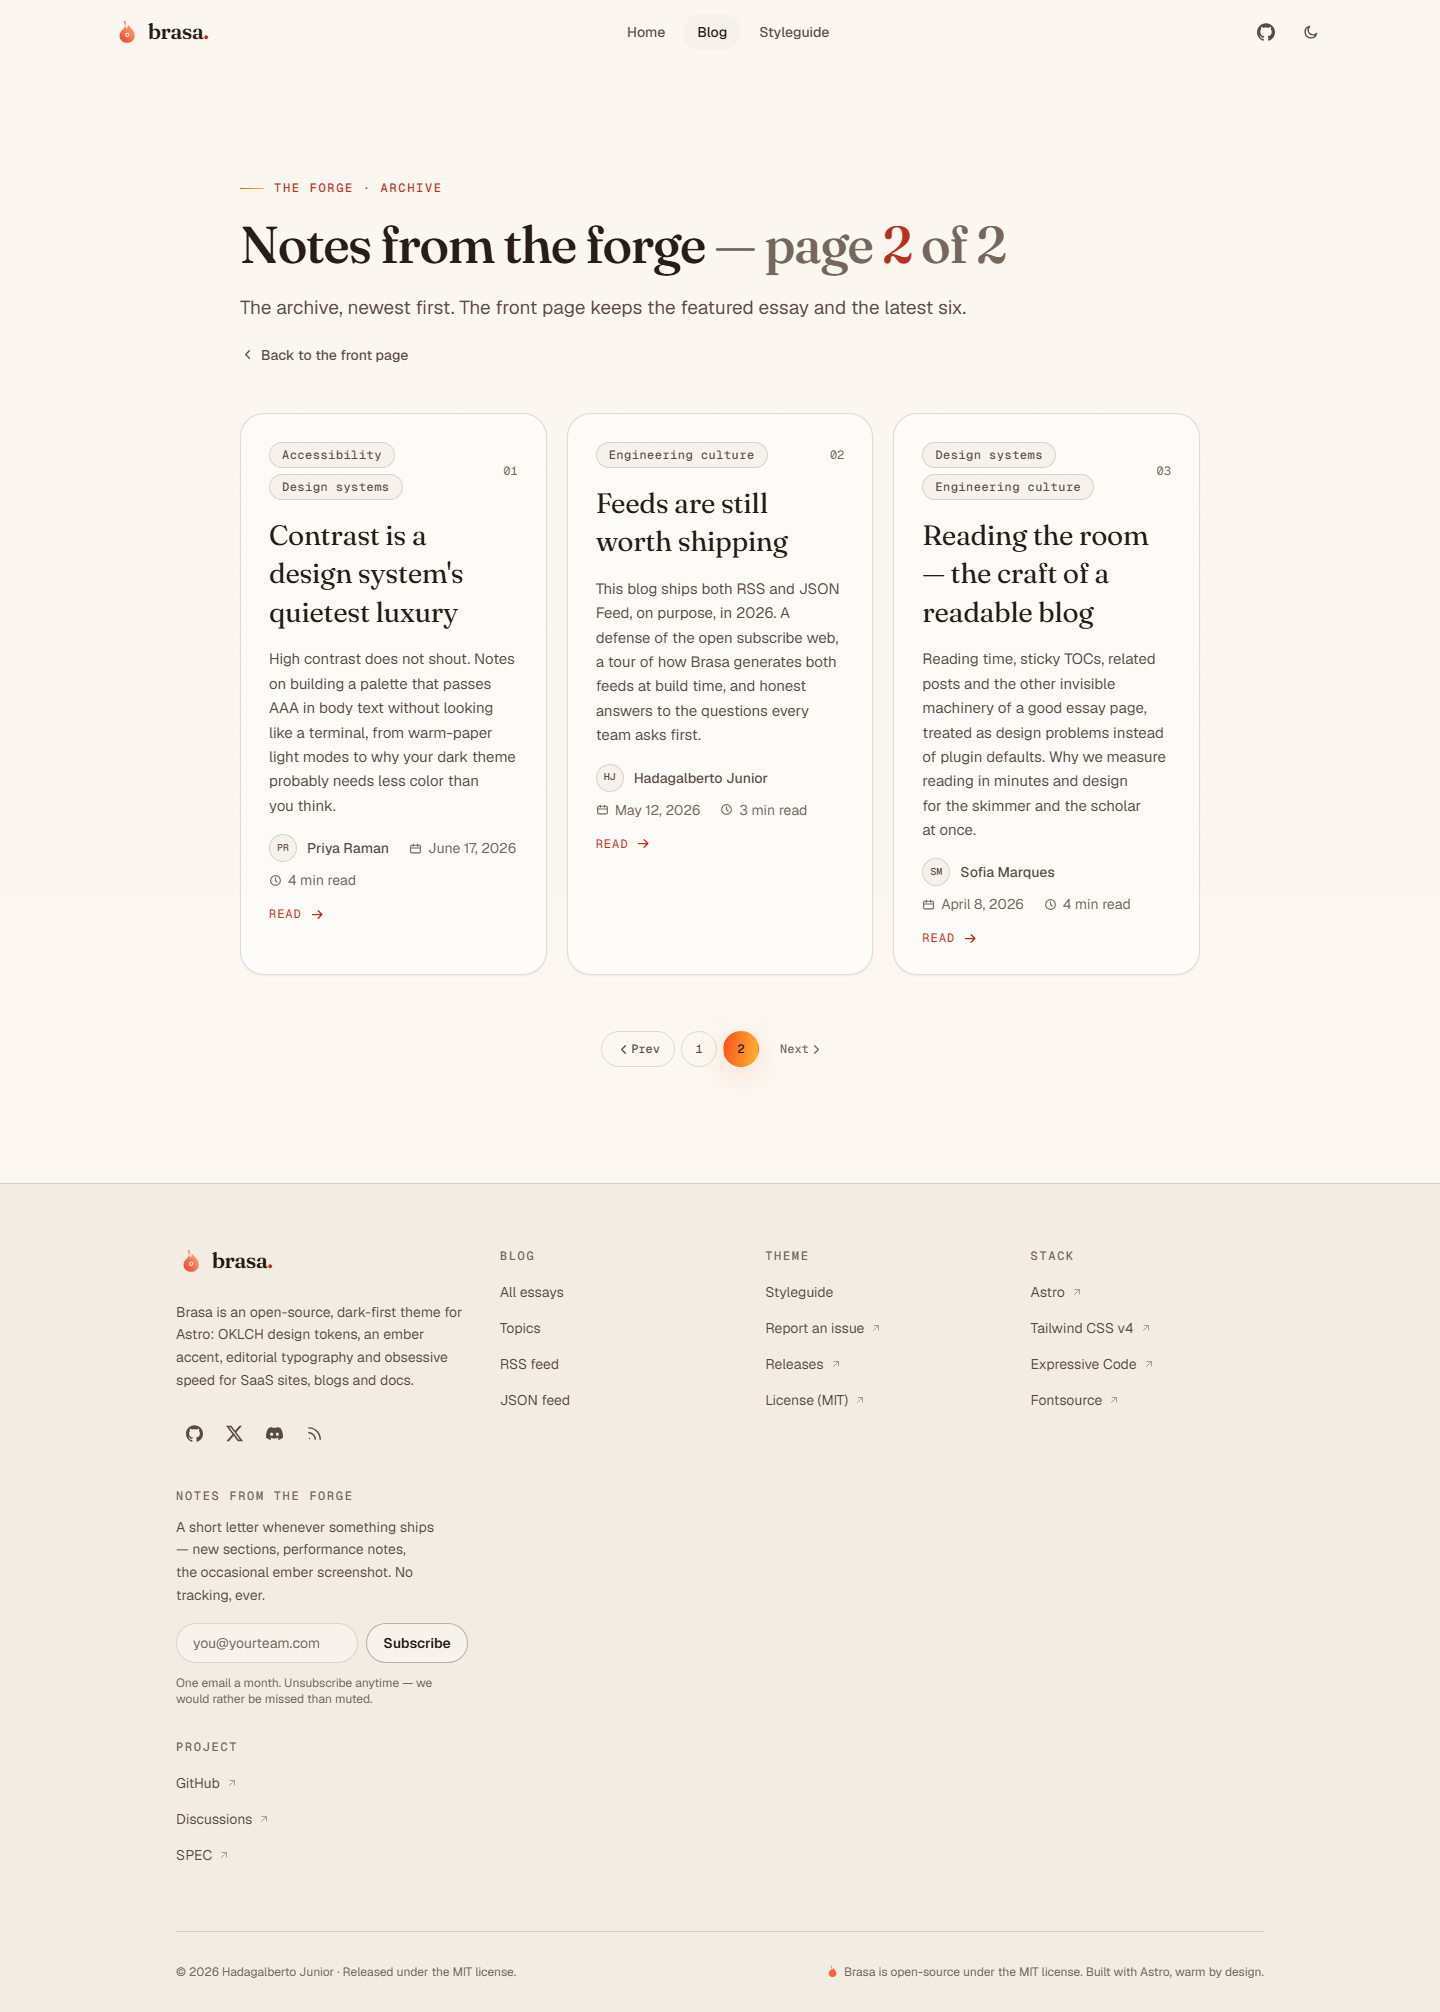 brasa.
Home
Blog
Styleguide
THE FORGE · ARCHIVE
Notes from the forge — page 2 of 2
The archive, newest first. The front page keeps the featured essay and the latest six.
Back to the front page
Accessibility
Design systems
01
Contrast is a
design system's
quietest luxury
High contrast does not shout. Notes
on building a palette that passes
AAA in body text without looking
like a terminal, from warm-paper
light modes to why your dark theme
probably needs less color than
you think.
PR Priya Raman June 17, 2026
4 min read
READ
Engineering culture
02
Feeds are still
worth shipping
This blog ships both RSS and JSON
Feed, on purpose, in 2026. A
defense of the open subscribe web,
a tour of how Brasa generates both
feeds at build time, and honest
answers to the questions every
team asks first.
HJ Hadagalberto Junior
May 12, 2026 3 min read
READ
Design systems
Engineering culture
03
Reading the room
— the craft of a
readable blog
Reading time, sticky TOCs, related
posts and the other invisible
machinery of a good essay page,
treated as design problems instead
of plugin defaults. Why we measure
reading in minutes and design
for the skimmer and the scholar
at once.
SM Sofia Marques
April 8, 2026 4 min read
READ
Prev 1 2 Next
brasa.
Brasa is an open-source, dark-first theme for
Astro: OKLCH design tokens, an ember
accent, editorial typography and obsessive
speed for SaaS sites, blogs and docs.
BLOG
All essays
Topics
RSS feed
JSON feed
THEME
Styleguide
Report an issue
Releases
License (MIT)
STACK
Astro
Tailwind CSS v4
Expressive Code
Fontsource
NOTES FROM THE FORGE
A short letter whenever something ships
— new sections, performance notes,
the occasional ember screenshot. No
tracking, ever.
you@yourteam.com
Subscribe
One email a month. Unsubscribe anytime — we
would rather be missed than muted.
PROJECT
GitHub
Discussions
SPEC
© 2026 Hadagalberto Junior · Released under the MIT license.
Brasa is open-source under the MIT license. Built with Astro, warm by design.